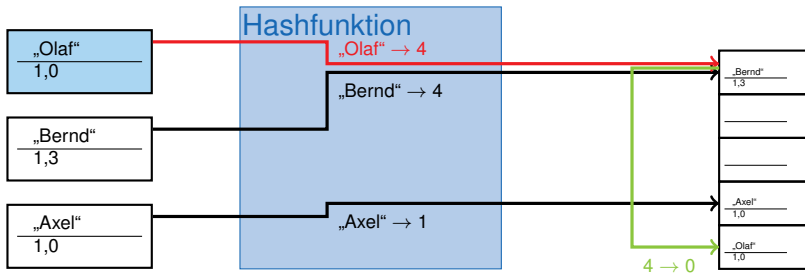 Hashfunktion
„Olaf“
1,0
„Olaf“ → 4
„Bernd“
1,3
„Bernd“ → 4
„Bernd“
1,3
„Axel“
1,0
„Axel“ → 1
„Axel“
1,0
„Olaf“
1,0
4 → 0